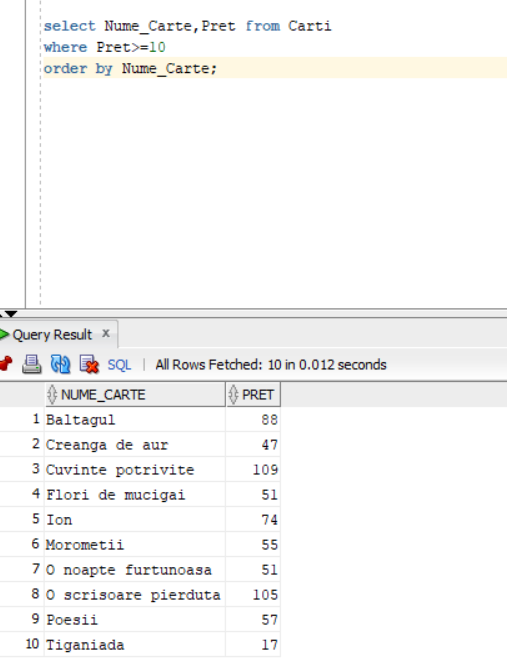 select Nume_Carte,Pret from Carti
where Pret>=10
order by Nume_Carte;
Query Result x
SQL | All Rows Fetched: 10 in 0.012 seconds
NUME_CARTE PRET
1 Baltagul 88
2 Creanga de aur 47
3 Cuvinte potrivite 109
4 Flori de mucigai 51
5 Ion 74
6 Morometii 55
7 O noapte furtunoasa 51
8 O scrisoare pierduta 105
9 Poesii 57
10 Tiganiada 17